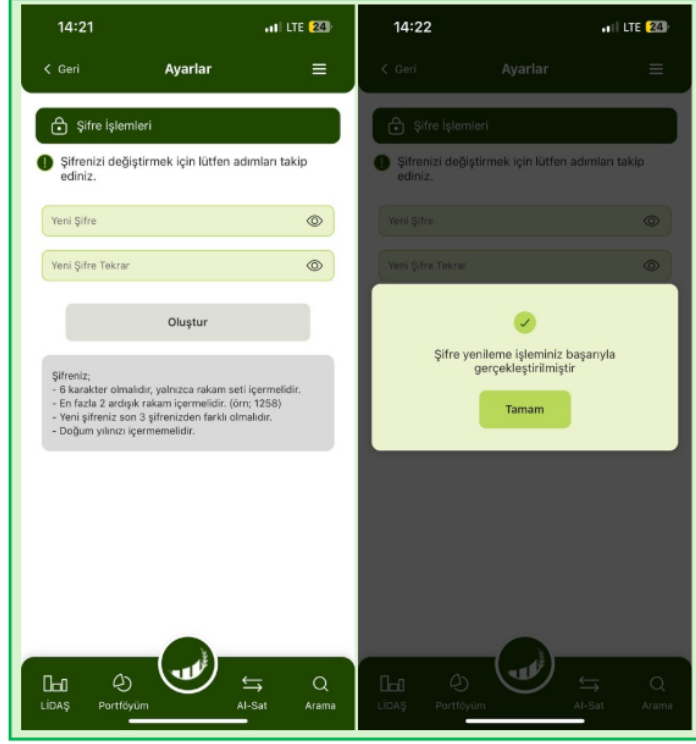 14:21
LTE 24
Geri
Ayarlar
Şifre İşlemleri
Şifrenizi değiştirmek için lütfen adımları takip
ediniz.
Yeni Şifre
Yeni Şifre Tekrar
Oluştur
Şifreniz;
- 6 karakter olmalıdır, yalnızca rakam seti içermelidir.
- En fazla 2 ardışık rakam içermelidir. (örn; 1258)
- Yeni şifreniz son 3 şifrenizden farklı olmalıdır.
- Doğum yılınızı içermemelidir.
LİDAŞ
Portföyüm
Al-Sat
Arama
14:22
LTE 24
Geri
Ayarlar
Şifre İşlemleri
Şifrenizi değiştirmek için lütfen adımları takip
ediniz.
Yeni Şifre
Yeni Şifre Tekrar
Şifre yenileme işleminiz başarıyla
gerçekleştirilmiştir
Tamam
LİDAŞ
Portföyüm
Al-Sat
Arama